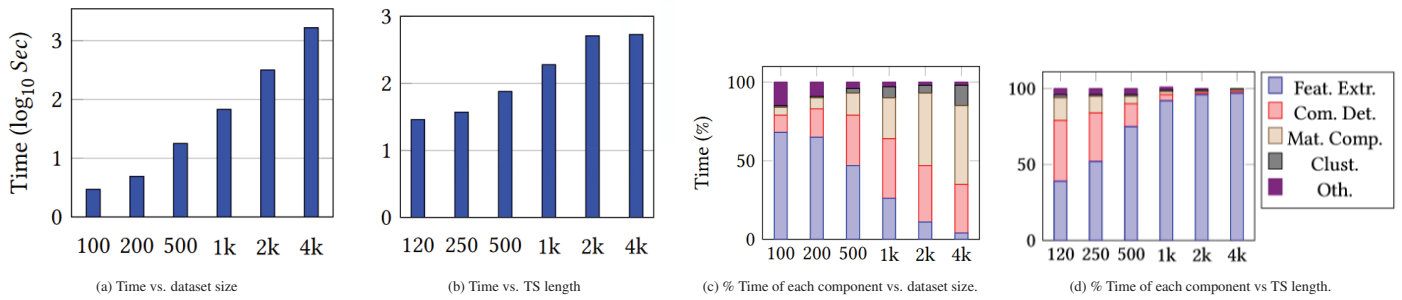 Time (log10 Sec)
3
2
1
0
100 200 500 1k 2k 4k
(a) Time vs. dataset size
3
2
1
0
120 250 500 1k 2k 4k
(b) Time vs. TS length
Time (%)
100
50
0
100 200 500 1k 2k 4k
(c) % Time of each component vs. dataset size.
100
50
0
120 250 500 1k 2k 4k
(d) % Time of each component vs TS length.
Feat. Extr.
Com. Det.
Mat. Comp.
Clust.
Oth.